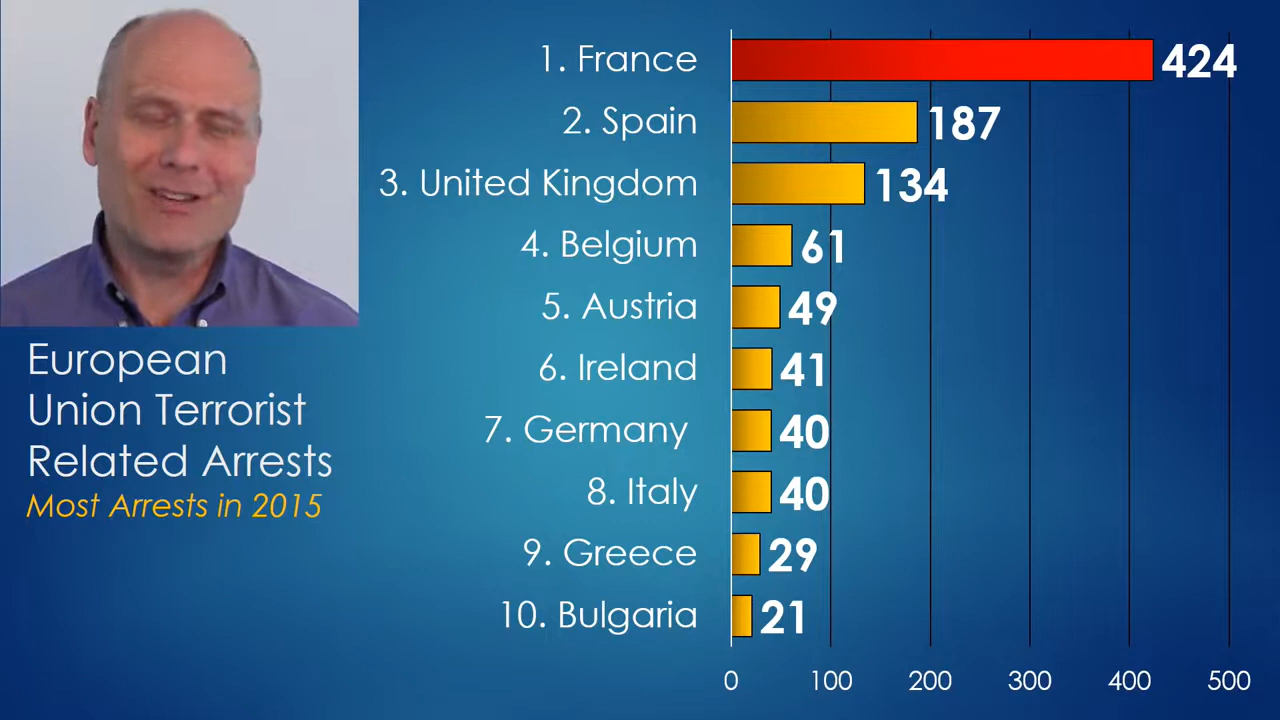 European
Union Terrorist
Related Arrests
Most Arrests in 2015
1. France 424
2. Spain 187
3. United Kingdom 134
4. Belgium 61
5. Austria 49
6. Ireland 41
7. Germany 40
8. Italy 40
9. Greece 29
10. Bulgaria 21
0 100 200 300 400 500